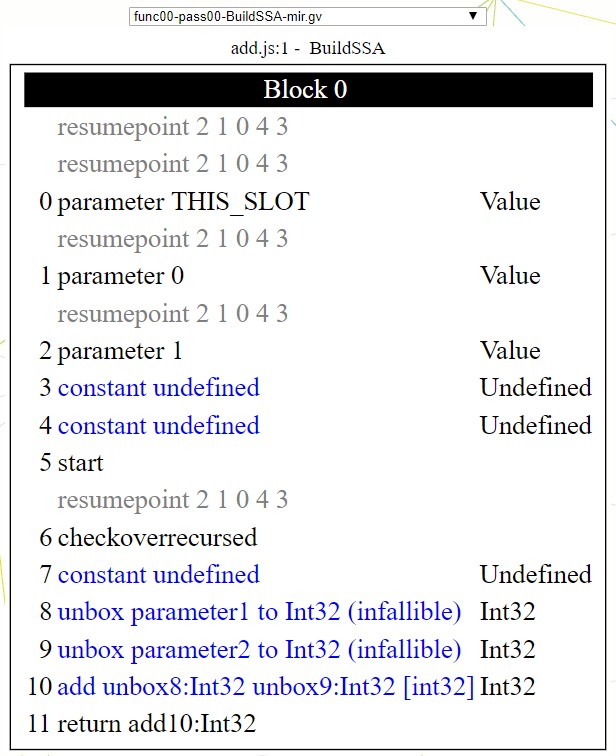 func00-pass00-BuildSSA-mir.gv
add.js:1 - BuildSSA
Block 0
resumepoint 2 1 0 4 3
resumepoint 2 1 0 4 3
0 parameter THIS_SLOT Value
resumepoint 2 1 0 4 3
1 parameter 0 Value
resumepoint 2 1 0 4 3
2 parameter 1 Value
3 constant undefined Undefined
4 constant undefined Undefined
5 start
resumepoint 2 1 0 4 3
6 checkoverrecursed
7 constant undefined Undefined
8 unbox parameter1 to Int32 (infallible) Int32
9 unbox parameter2 to Int32 (infallible) Int32
10 add unbox8:Int32 unbox9:Int32 [int32] Int32
11 return add10:Int32